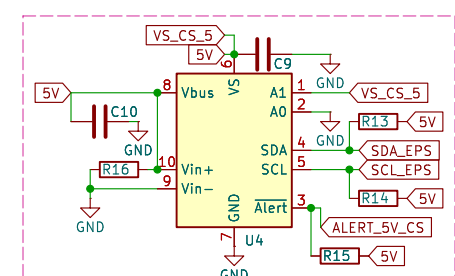 VS_CS_5
5V
6
C9
GND
5V
8
Vbus
VS
A1
1
VS_CS_5
C10
A0
2
GND
R13
5V
GND
SDA
4
SDA_EPS
R16
10
Vin+
SCL
5
SCL_EPS
9
Vin-
R14
5V
GND
GND
Alert
3
ALERT_5V_CS
7
U4
R15
5V
GND